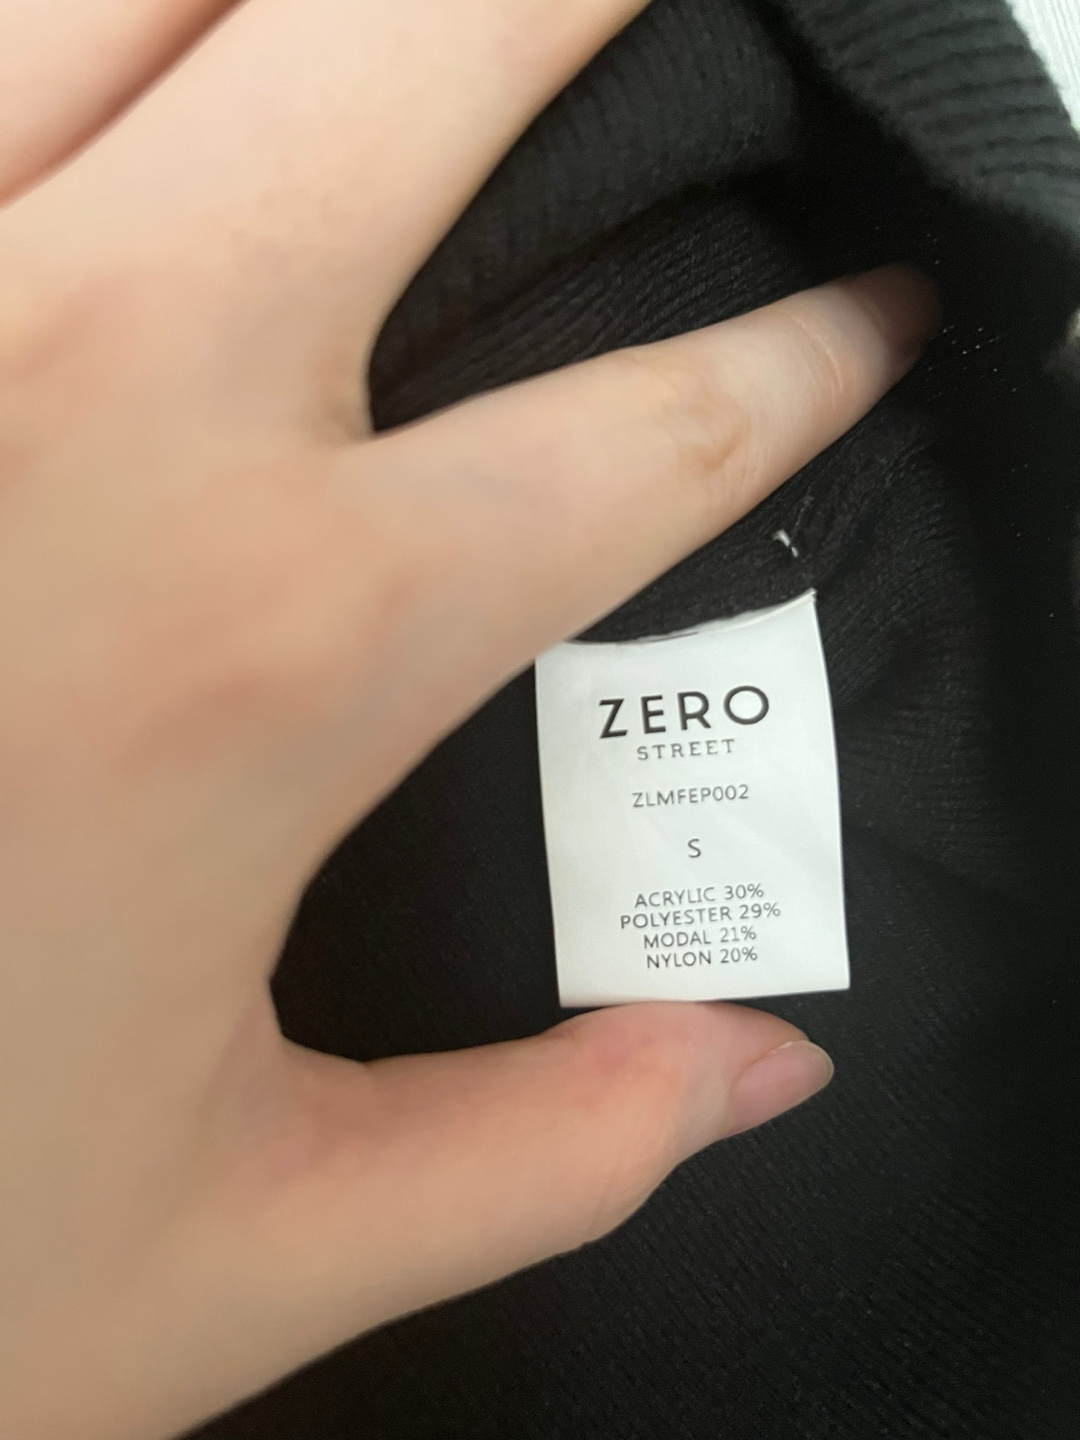 ZERO
STREET
ZLMFEP002
S
ACRYLIC 30%
POLYESTER 29%
MODAL 21%
NYLON 20%